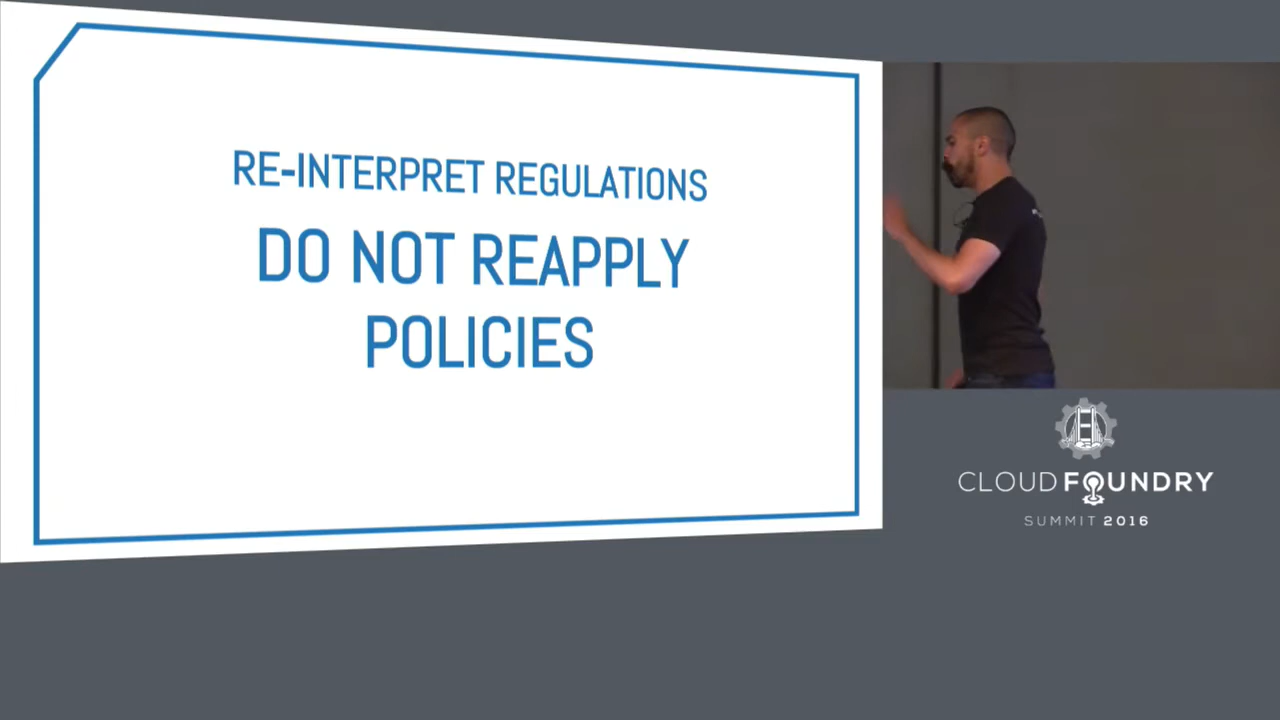 RE-INTERPRET REGULATIONS
DO NOT REAPPLY
POLICIES
CLOUD FOUNDRY
SUMMIT 2016